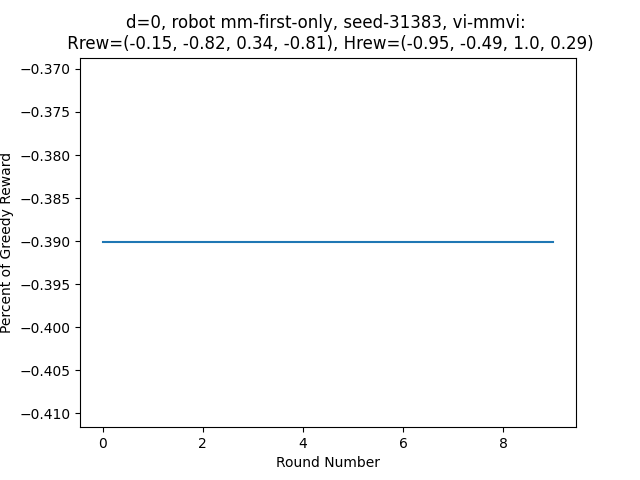 d=0, robot mm-first-only, seed-31383, vi-mmvi:
Rrew=(-0.15, -0.82, 0.34, -0.81), Hrew=(-0.95, -0.49, 1.0, 0.29)
−0.370
−0.375
−0.380
−0.385
−0.390
−0.395
−0.400
−0.405
−0.410
Percent of Greedy Reward
0 2 4 6 8
Round Number